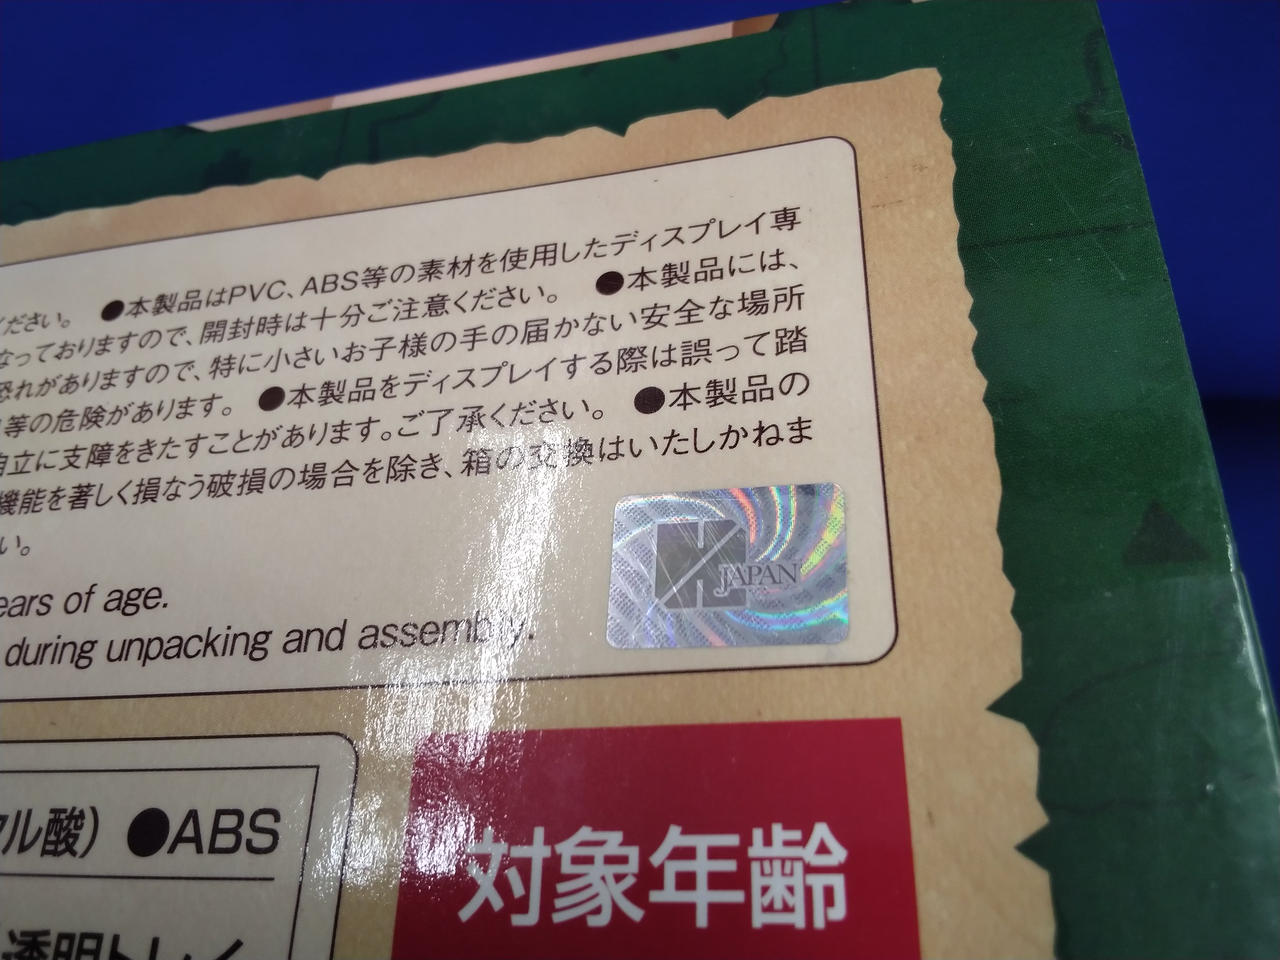 ください。 ●本製品はPVC、ABS等の素材を使用したディスプレイ専
なっておりますので、開封時は十分ご注意ください。 ●本製品には、
恐れがありますので、特に小さいお子様の手の届かない安全な場所
等の危険があります。 ●本製品をディスプレイする際は誤って踏
自立に支障をきたすことがあります。ご了承ください。 ●本製品の
機能を著しく損なう破損の場合を除き、箱の交換はいたしかねま
い。
ears of age.
during unpacking and assembly.
JAPAN
ル酸) ●ABS
透明トレイ
対象年齢